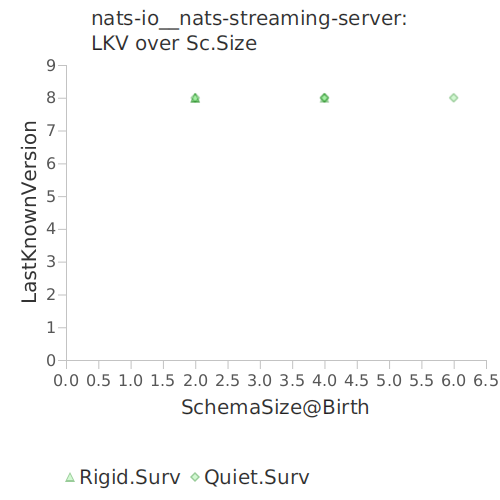 nats-io__nats-streaming-server:
LKV over Sc.Size
LastKnownVersion
9
8
7
6
5
4
3
2
1
0
0.0 0.5 1.0 1.5 2.0 2.5 3.0 3.5 4.0 4.5 5.0 5.5 6.0 6.5
SchemaSize@Birth
Rigid.Surv Quiet.Surv